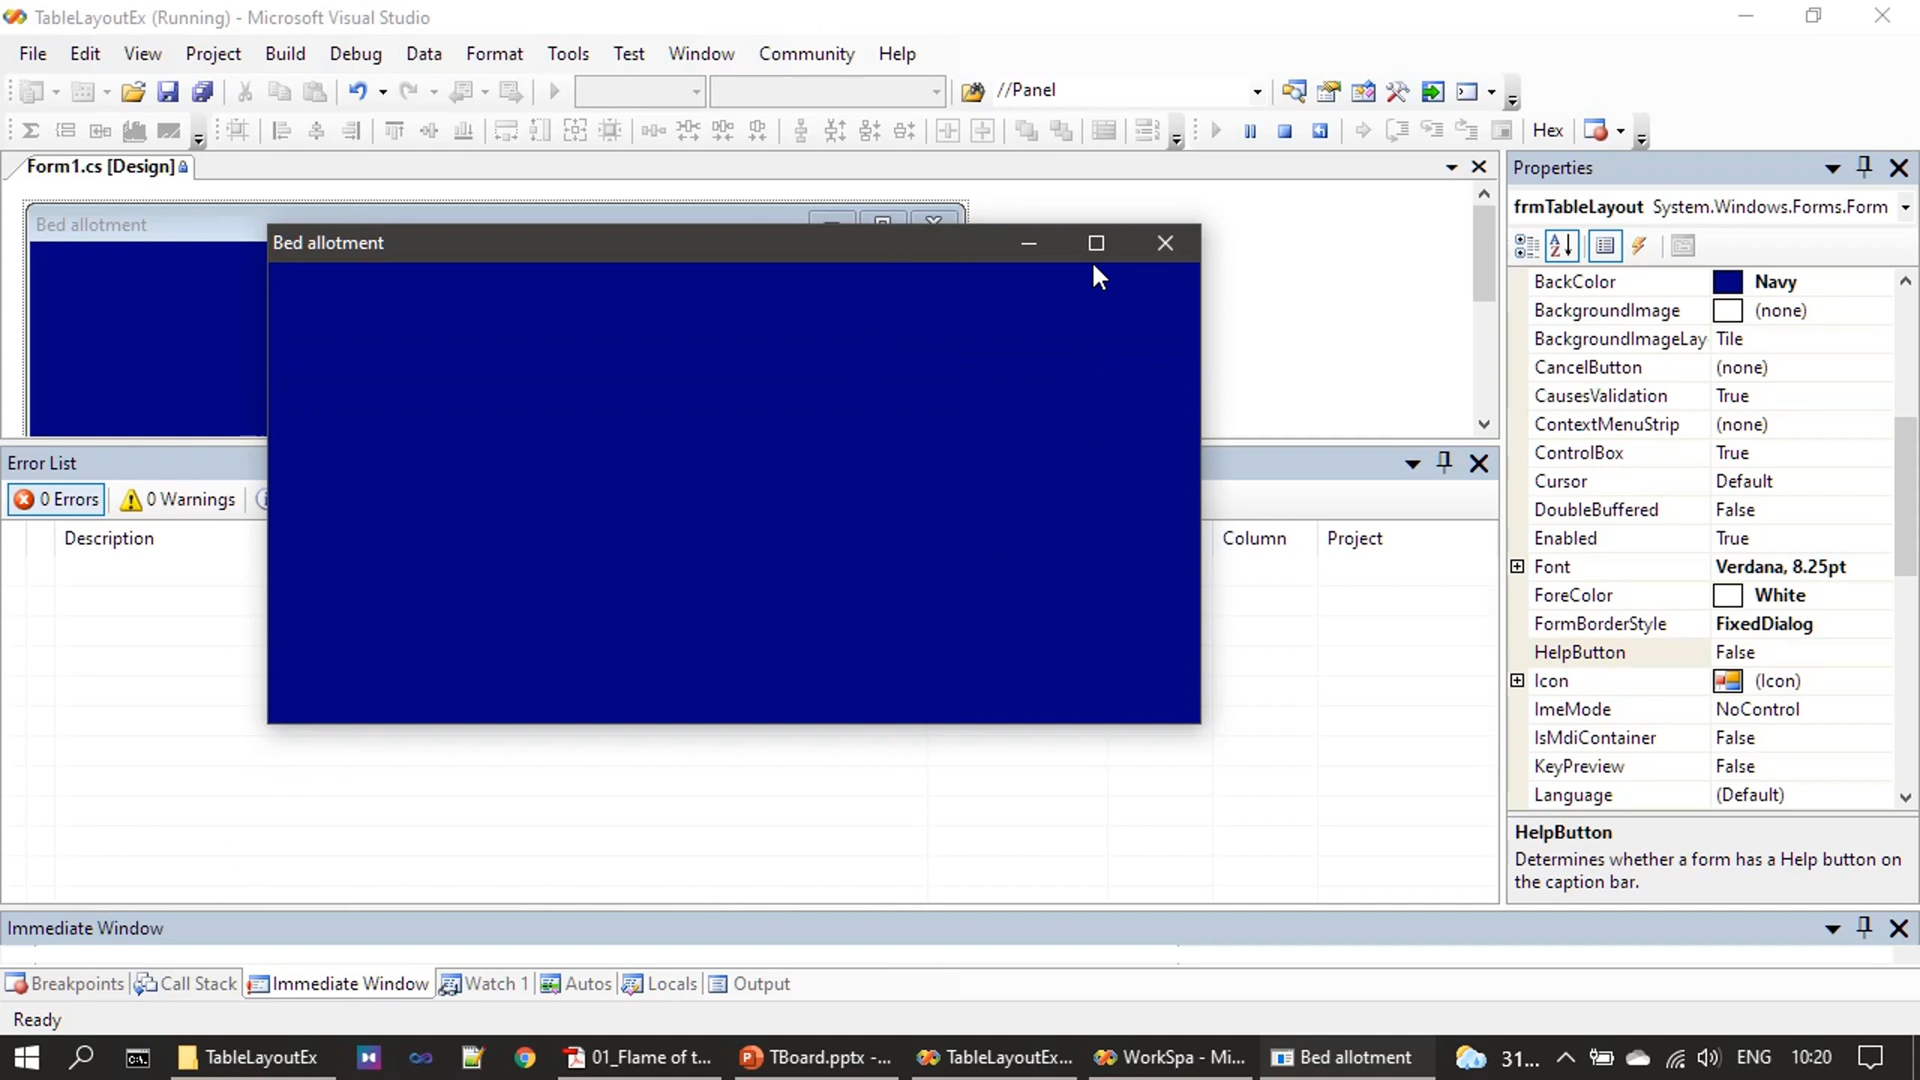 TableLayoutEx (Running) - Microsoft Visual Studio
File Edit View Project Build Debug Data Format Tools Test Window Community Help
//Panel
Hex
Form1.cs [Design]
Properties
Bed allotment
Bed allotment
frmTableLayout System.Windows.Forms.Form
BackColor Navy
BackgroundImage (none)
BackgroundImageLay Tile
CancelButton (none)
CausesValidation True
ContextMenuStrip (none)
ControlBox True
Cursor Default
DoubleBuffered False
Enabled True
Font Verdana, 8.25pt
ForeColor White
FormBorderStyle FixedDialog
HelpButton False
Icon (Icon)
ImeMode NoControl
IsMdiContainer False
KeyPreview False
Language (Default)
HelpButton
Determines whether a form has a Help button on
the caption bar.
Error List
0 Errors 0 Warnings
Description Column Project
Immediate Window
Breakpoints Call Stack Immediate Window Watch 1 Autos Locals Output
Ready
TableLayoutEx 01_Flame of t... TBoard.pptx -... TableLayoutEx... WorkSpa - Mi... Bed allotment 31... ENG 10:20